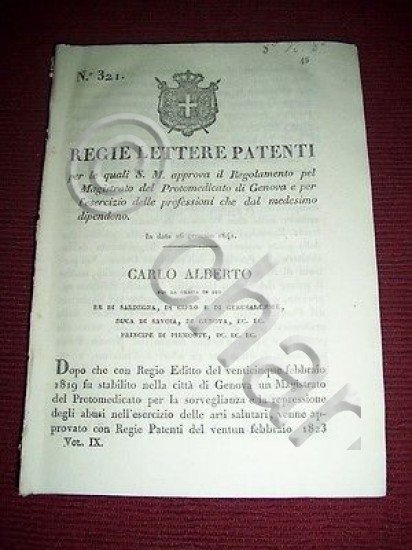 N.º 321.
REGIE LETTERE PATENTI
per le quali S. M. approva il Regolamento pel
Magistrato del Protomedicato di Genova e per
l'esercizio delle professioni che dal medesimo
dipendono.
In data 16 1841.
CARLO ALBERTO
PER LA GRAZIA DI DIO
RE DI SARDEGNA, DI CIPRO E DI GERUSALEMME,
DUCA DI SAVOIA, DI GENOVA, EC. EC.
PRINCIPE DI PIEMONTE, EC. EC. EC.
Dopo che con Regio Editto del venticinque febbraio
1819 fu stabilito nella città di Genova un Magistrato
del Protomedicato per la sorveglianza e la repressione
degli abusi nell'esercizio delle arti salutari, venne ap-
provato con Regie Patenti del ventun febbraio 1823
Vol. IX.